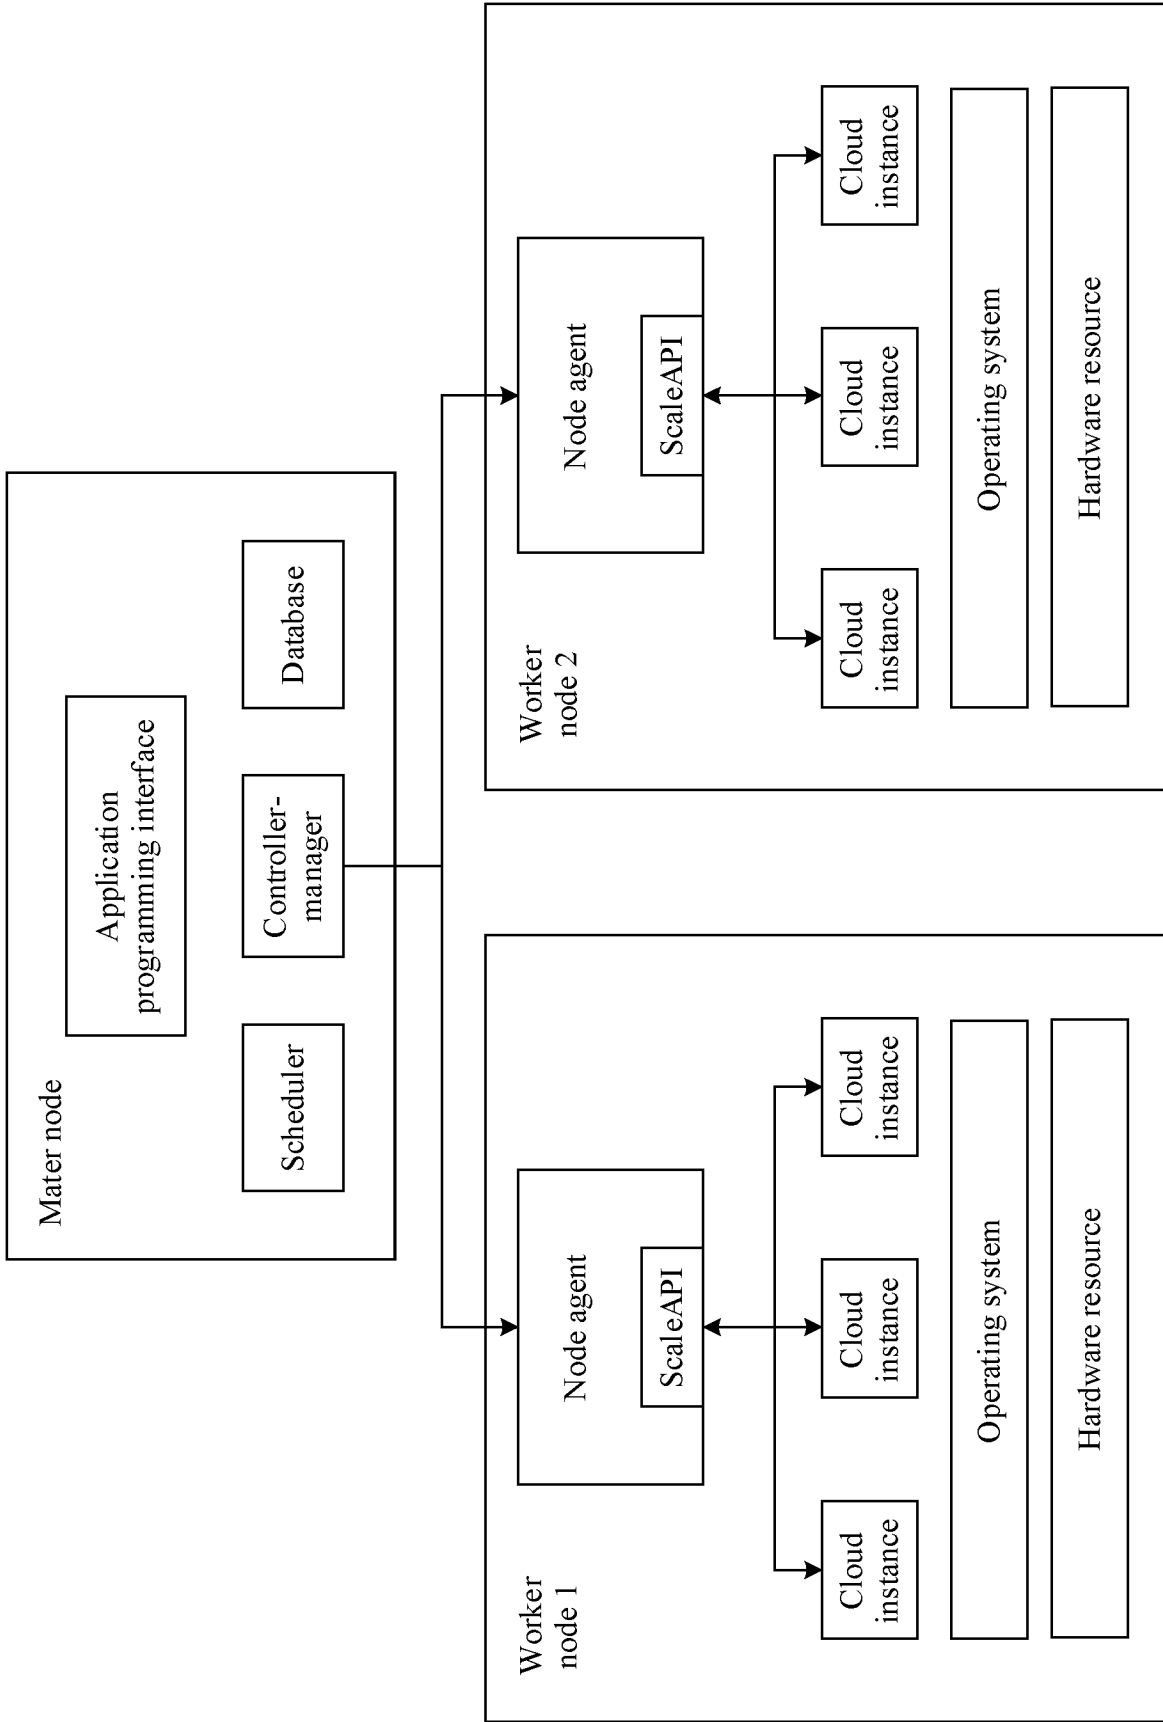 Mater node
Application
programming interface
Scheduler
Controller-
manager
Database
Worker
node 1
Node agent
ScaleAPI
Cloud
instance
Cloud
instance
Cloud
instance
Operating system
Hardware resource
Worker
node 2
Node agent
ScaleAPI
Cloud
instance
Cloud
instance
Cloud
instance
Operating system
Hardware resource